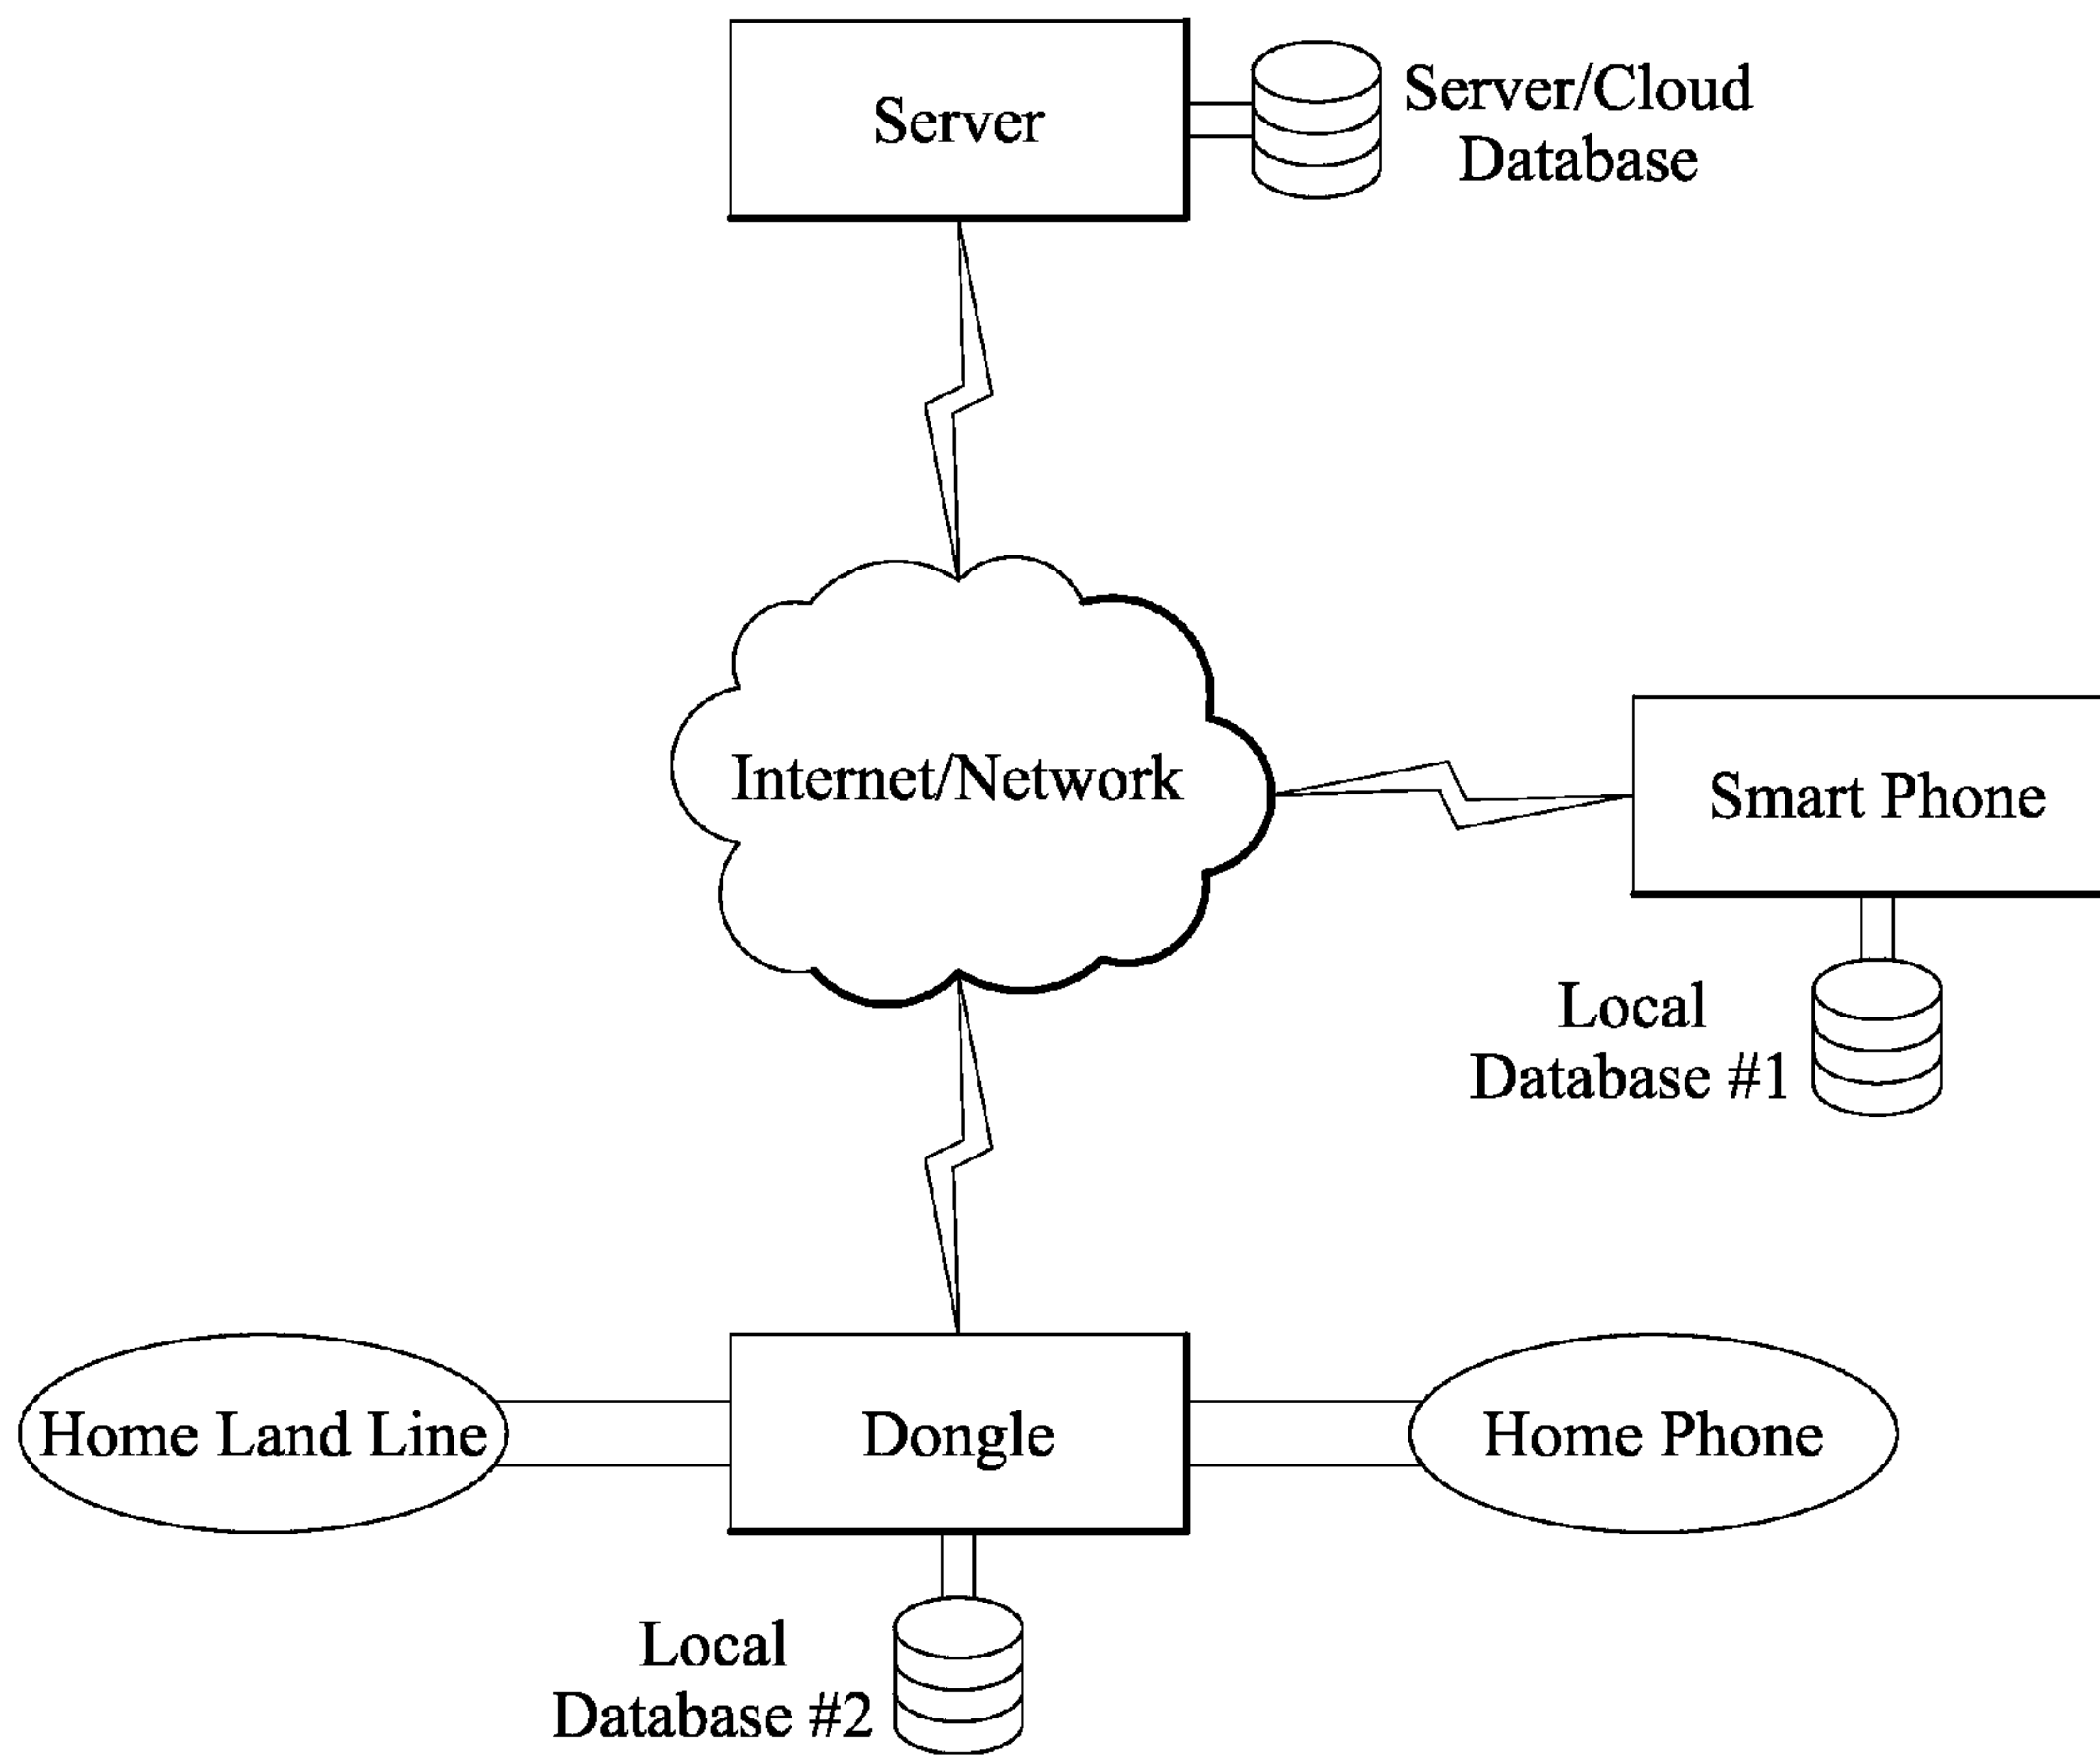 Server
Server/Cloud
Database
Internet/Network
Smart Phone
Local
Database #1
Home Land Line
Dongle
Home Phone
Local
Database #2